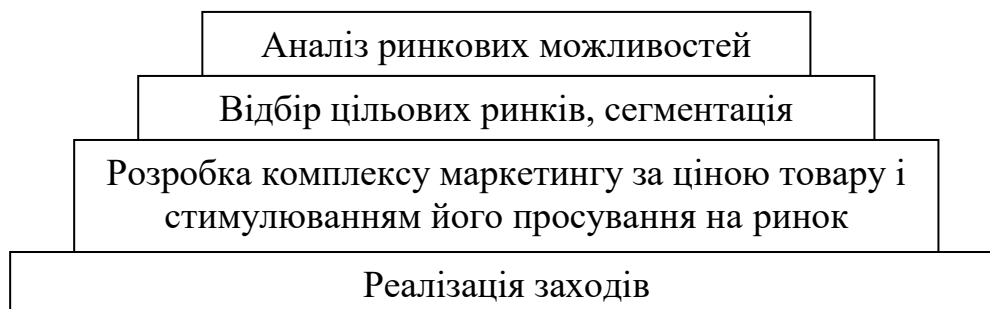 Аналіз ринкових можливостей
Відбір цільових ринків, сегментація
Розробка комплексу маркетингу за ціною товару і
стимулюванням його просування на ринок
Реалізація заходів